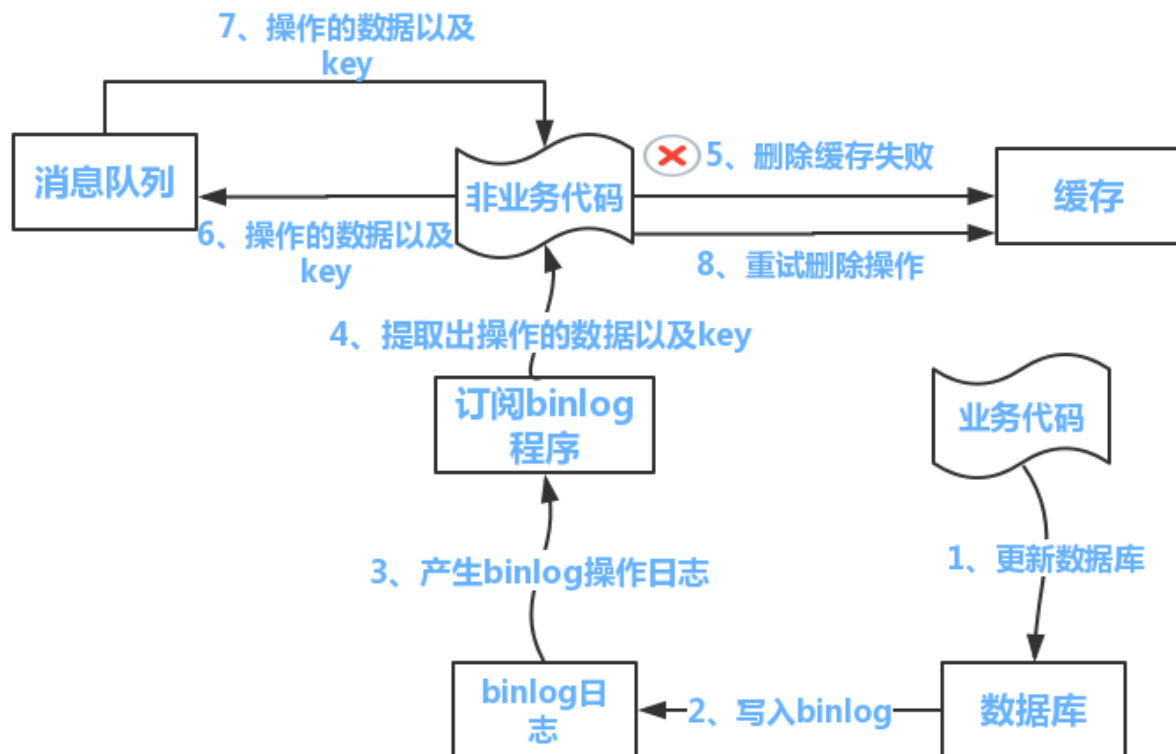 7、操作的数据以及
key
消息队列
非业务代码
5、删除缓存失败
缓存
6、操作的数据以及
key
8、重试删除操作
4、提取出操作的数据以及key
订阅binlog
程序
业务代码
3、产生binlog操作日志
1、更新数据库
binlog日
志
2、写入binlog
数据库